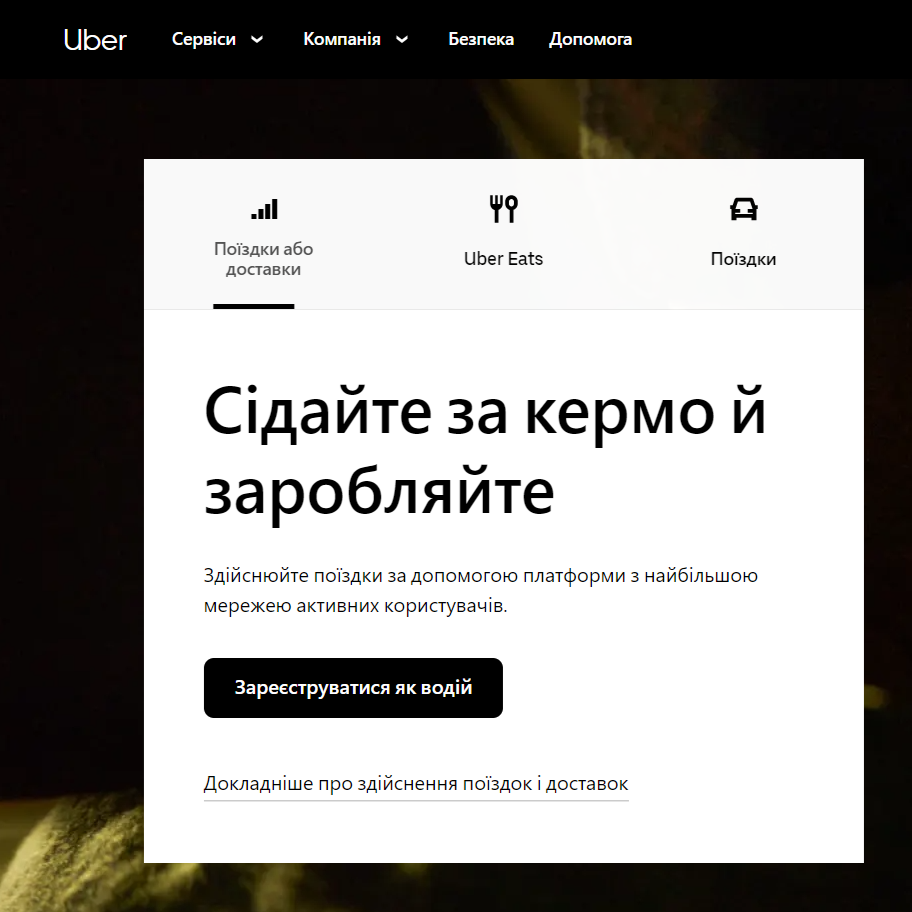 Uber Сервіси Компанія Безпека Допомога
Поїздки або
доставки
Uber Eats
Поїздки
Сідайте за кермо й
заробляйте
Здійснюйте поїздки за допомогою платформи з найбільшою
мережею активних користувачів.
Зареєструватися як водій
Докладніше про здійснення поїздок і доставок